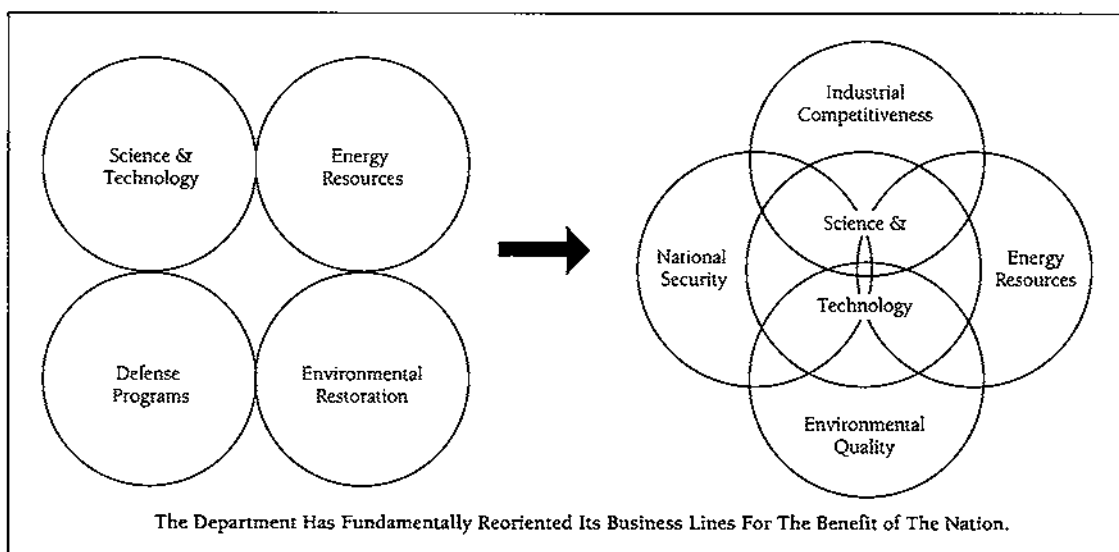 Science &
Technology
Energy
Resources
Defense
Programs
Environmental
Restoration
Industrial
Competitiveness
National
Security
Science &
Technology
Energy
Resources
Environmental
Quality
The Department Has Fundamentally Reoriented Its Business Lines For The Benefit of The Nation.